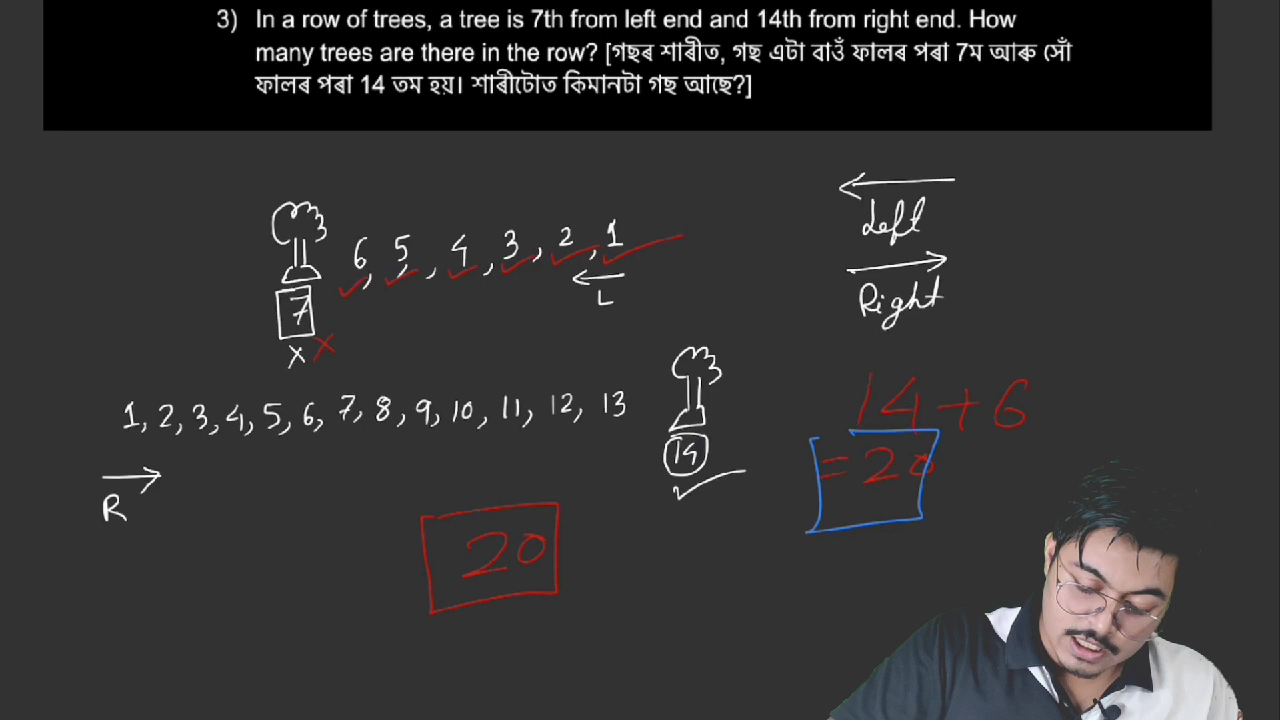 3) In a row of trees, a tree is 7th from left end and 14th from right end. How
many trees are there in the row? [গছৰ শাৰীত, গছ এটা বাওঁ ফালৰ পৰা 7ম আৰু সোঁ
ফালৰ পৰা 14 তম হয়। শাৰীটোত কিমানটা গছ আছে?]
Left
6, 5, 4, 3, 2, 1
L
Right
7
1, 2, 3, 4, 5, 6, 7, 8, 9, 10, 11, 12, 13
14
14+6
=20
R
20